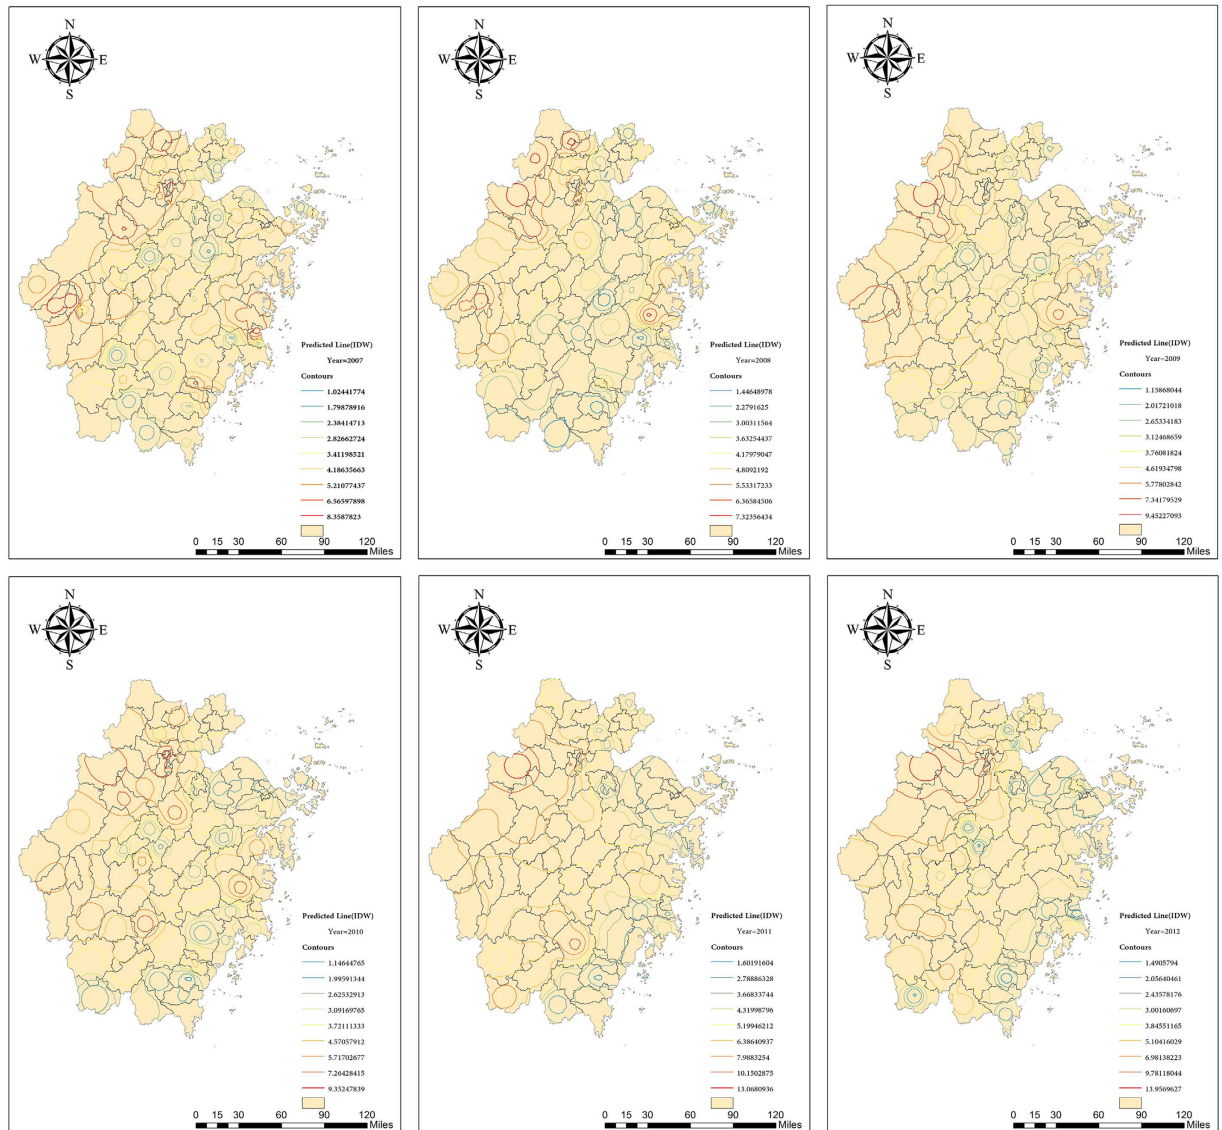 N
W E
S
Predicted Line(IDW)
Year=2007
Contours
1.02441774
1.79878916
2.38414713
2.82662724
3.41198521
4.18635663
5.21077437
6.56597898
8.3587823
0 15 30 60 90 120
Miles
N
W E
S
Predicted Line(IDW)
Year=2008
Contours
1.44648978
2.2791625
3.00311564
3.63254437
4.17979047
4.8092192
5.53317233
6.36584506
7.32356434
0 15 30 60 90 120
Miles
N
W E
S
Predicted Line(IDW)
Year=2009
Contours
1.15868044
2.01721018
2.65334183
3.12468659
3.76081824
4.61934798
5.77802842
7.34179529
9.45227093
0 15 30 60 90 120
Miles
N
W E
S
Predicted Line(IDW)
Year=2010
Contours
1.14644765
1.99591344
2.62532913
3.09169765
3.72111333
4.57057912
5.71702677
7.26428415
9.35247839
0 15 30 60 90 120
Miles
N
W E
S
Predicted Line(IDW)
Year=2011
Contours
1.60191604
2.78886328
3.66833744
4.31998796
5.19946212
6.38640937
7.9883254
10.1502875
13.0680936
0 15 30 60 90 120
Miles
N
W E
S
Predicted Line(IDW)
Year=2012
Contours
1.4905794
2.05640461
2.43578176
3.00160697
3.84551165
5.10416029
6.98138223
9.78118044
13.9569627
0 15 30 60 90 120
Miles